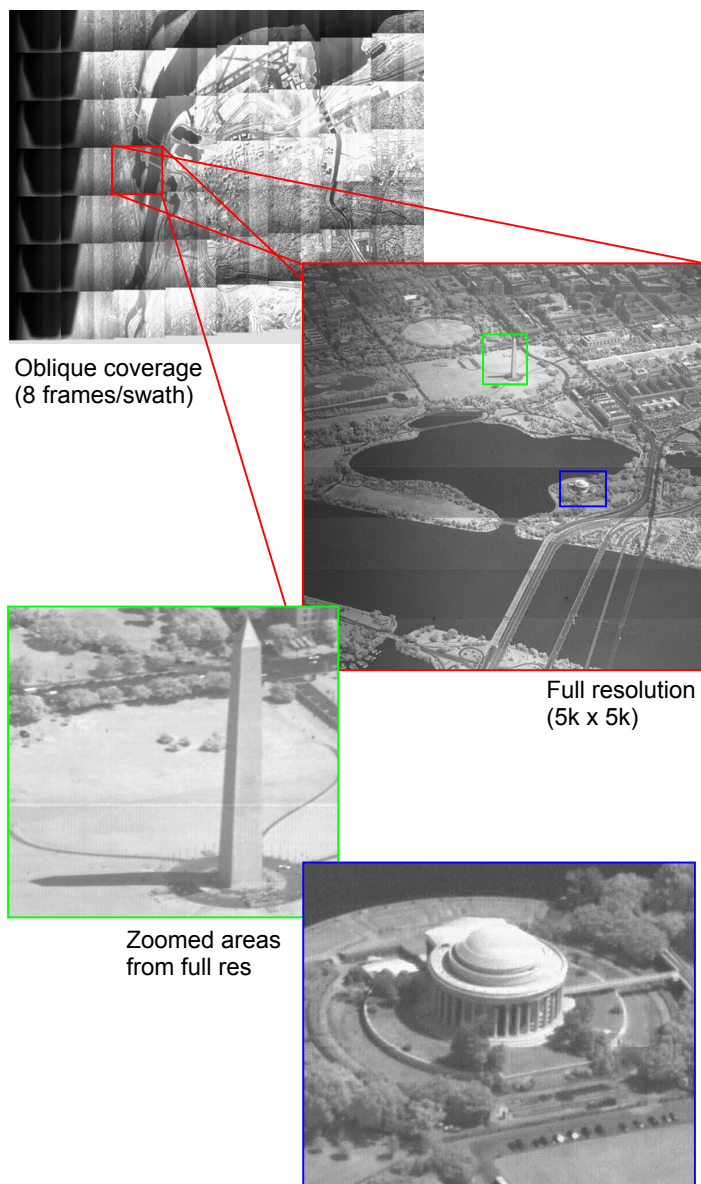 Oblique coverage
(8 frames/swath)
Full resolution
(5k x 5k)
Zoomed areas
from full res